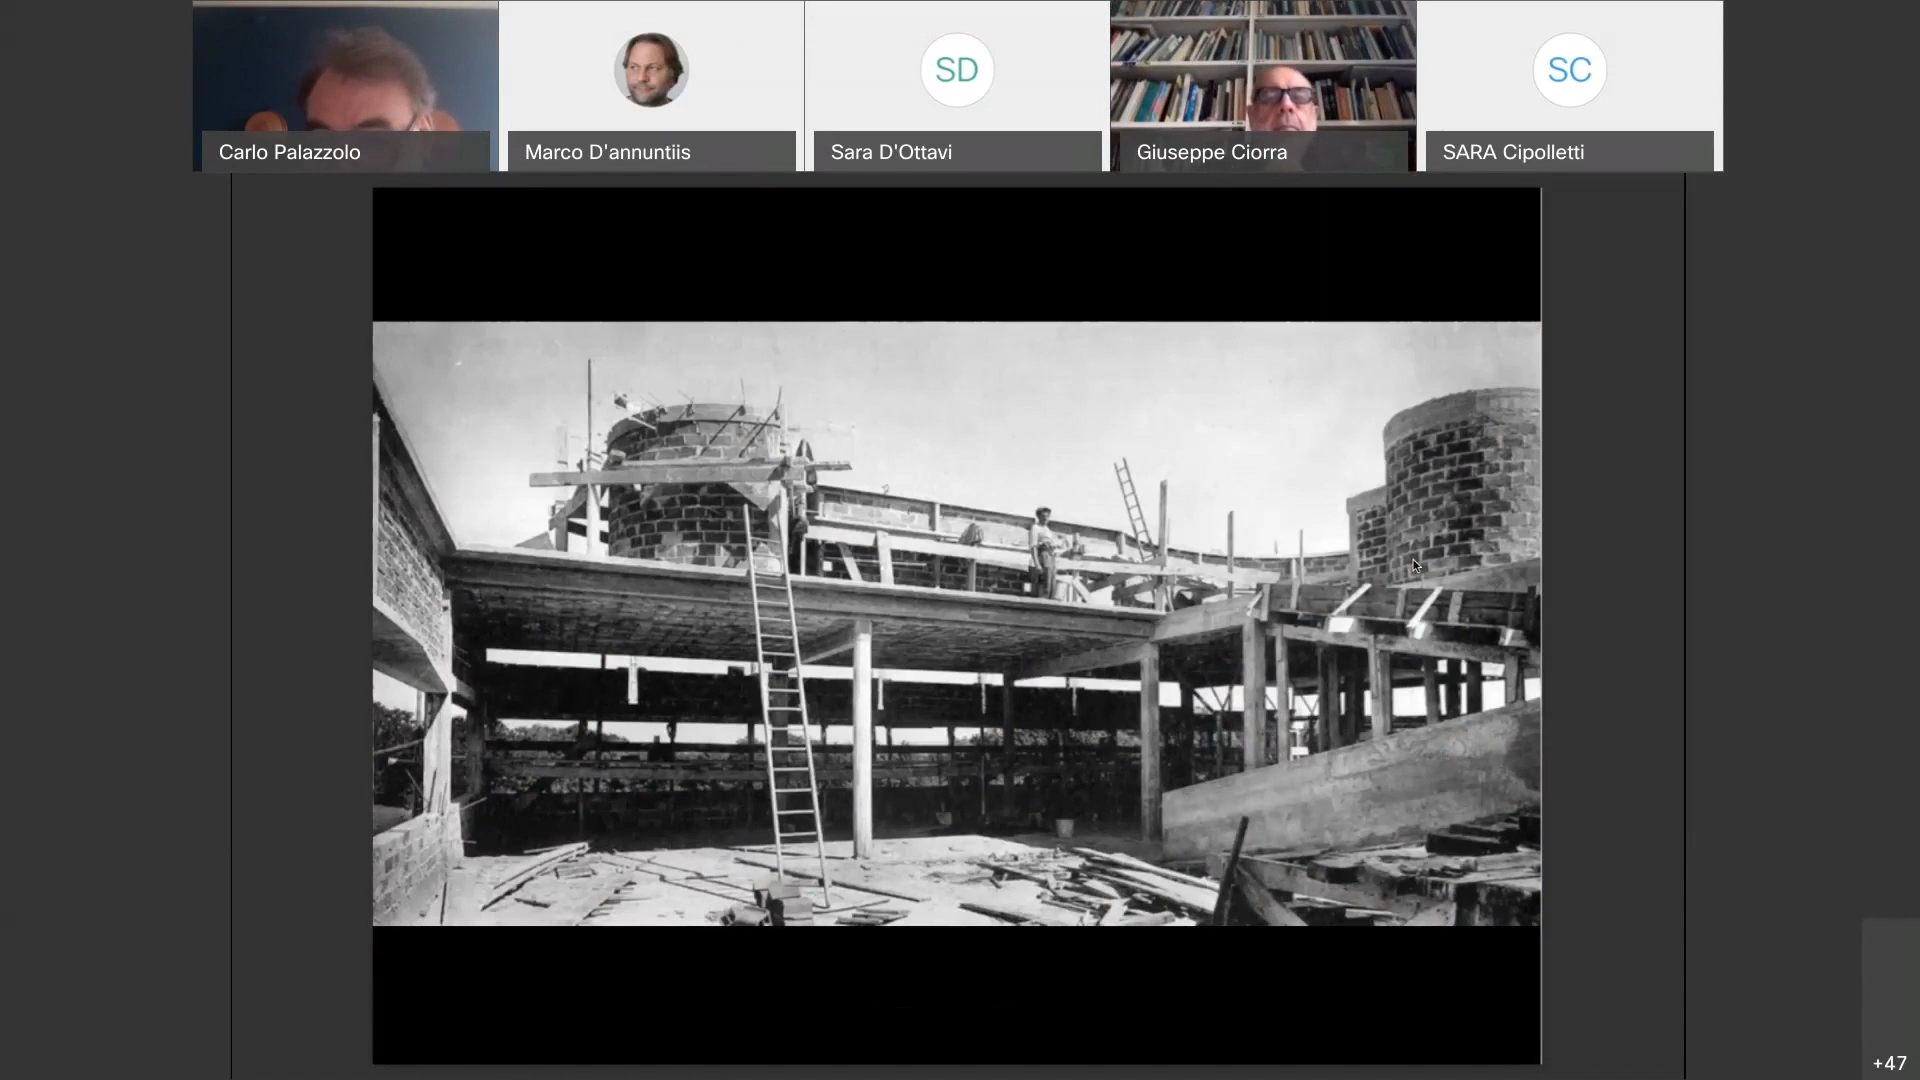 Carlo Palazzolo
Marco D'annuntiis
SD
Sara D'Ottavi
Giuseppe Ciorra
SC
SARA Cipolletti
+47